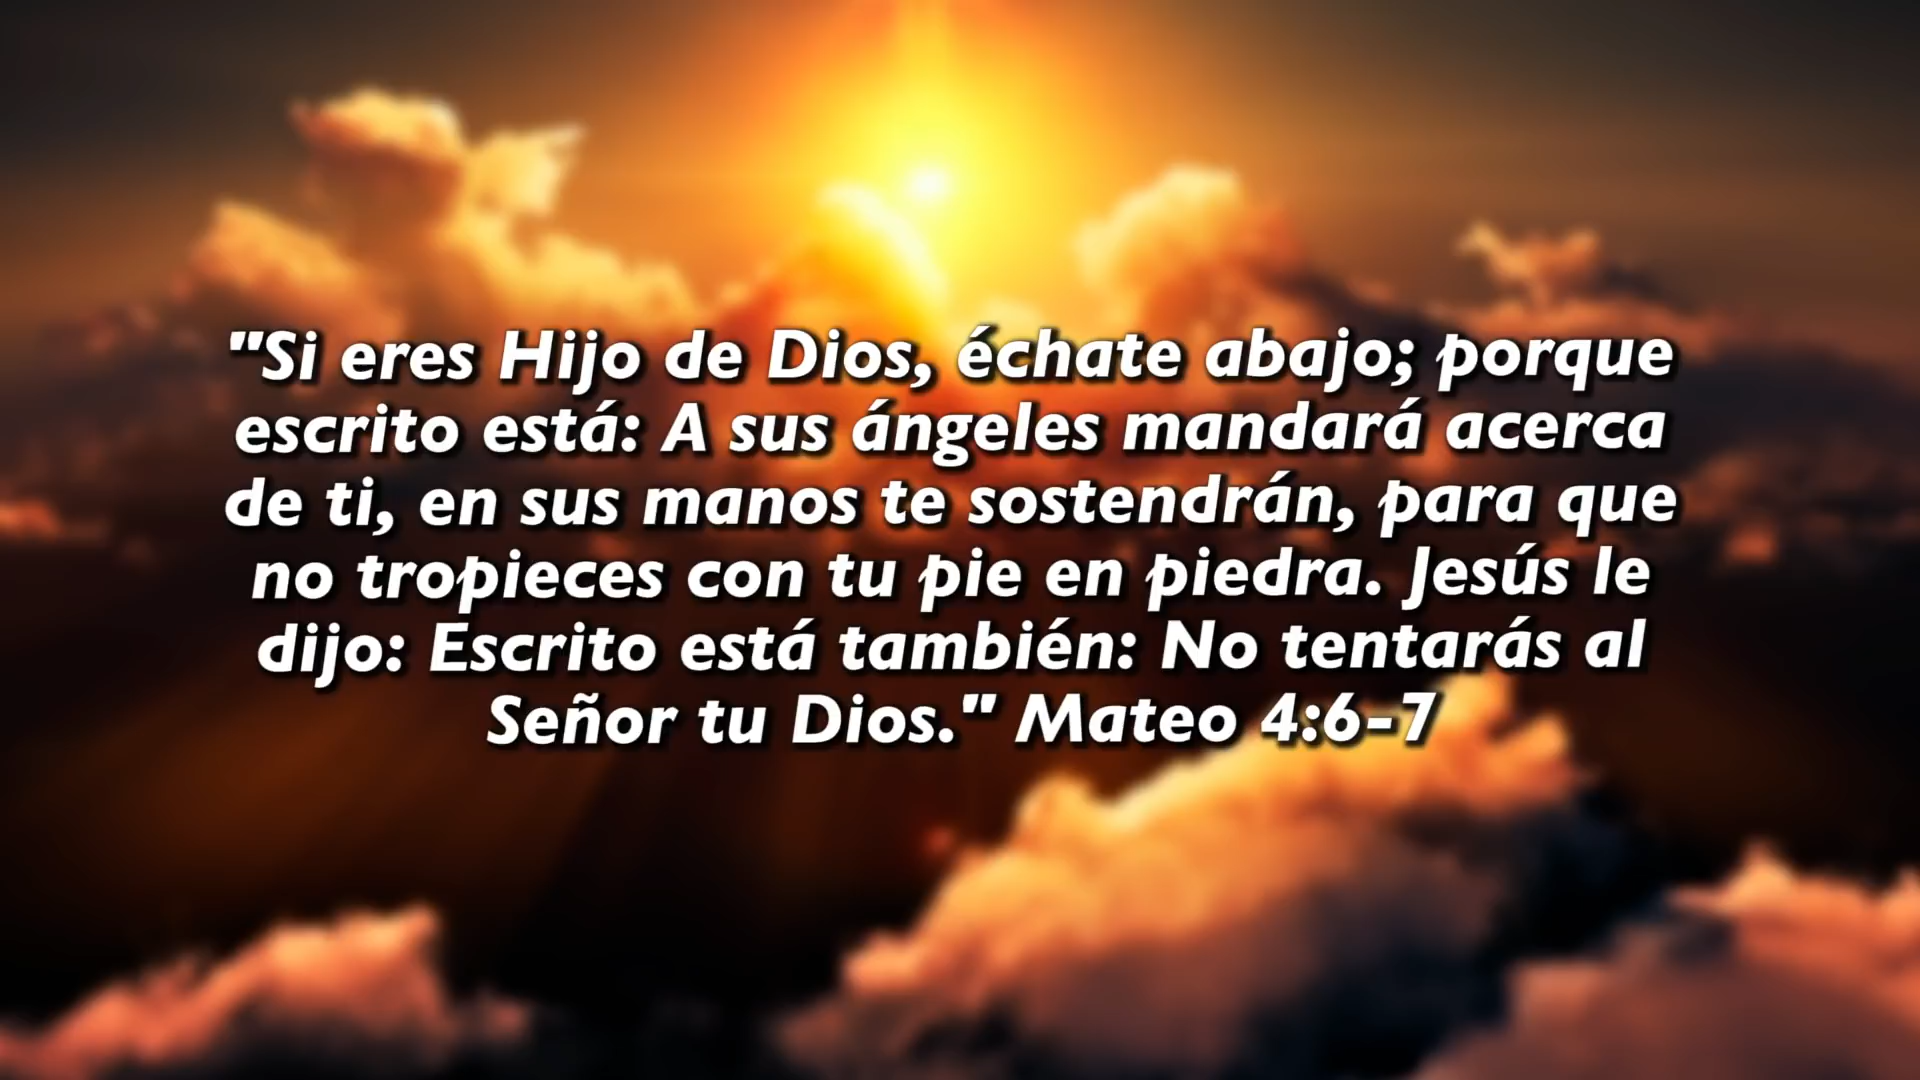 "Si eres Hijo de Dios, échate abajo; porque
escrito está: A sus ángeles mandará acerca
de ti, en sus manos te sostendrán, para que
no tropieces con tu pie en piedra. Jesús le
dijo: Escrito está también: No tentarás al
Señor tu Dios." Mateo 4:6-7